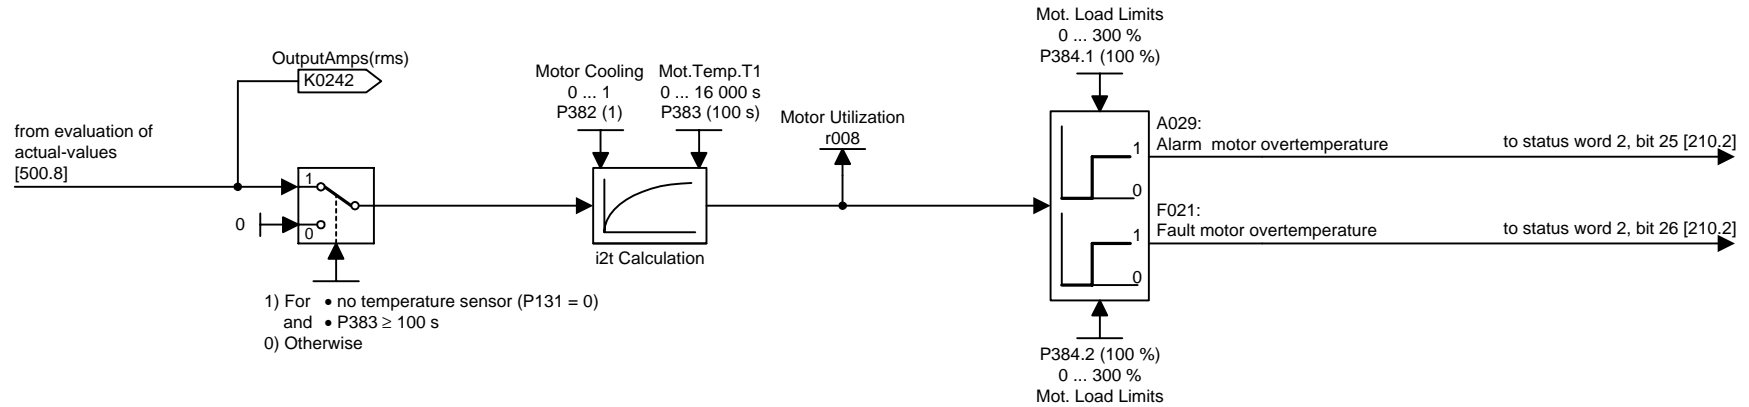 Mot. Load Limits
0 ... 300 %
P384.1 (100 %)
OutputAmps(rms)
K0242
Motor Cooling
0 ... 1
P382 (1)
Mot.Temp.T1
0 ... 16 000 s
P383 (100 s)
Motor Utilization
r008
from evaluation of
actual-values
[500.8]
1
0
0
i2t Calculation
1) For • no temperature sensor (P131 = 0)
and • P383 ≥ 100 s
0) Otherwise
A029:
Alarm motor overtemperature
1
0
to status word 2, bit 25 [210.2]
F021:
Fault motor overtemperature
1
0
to status word 2, bit 26 [210.2]
P384.2 (100 %)
0 ... 300 %
Mot. Load Limits